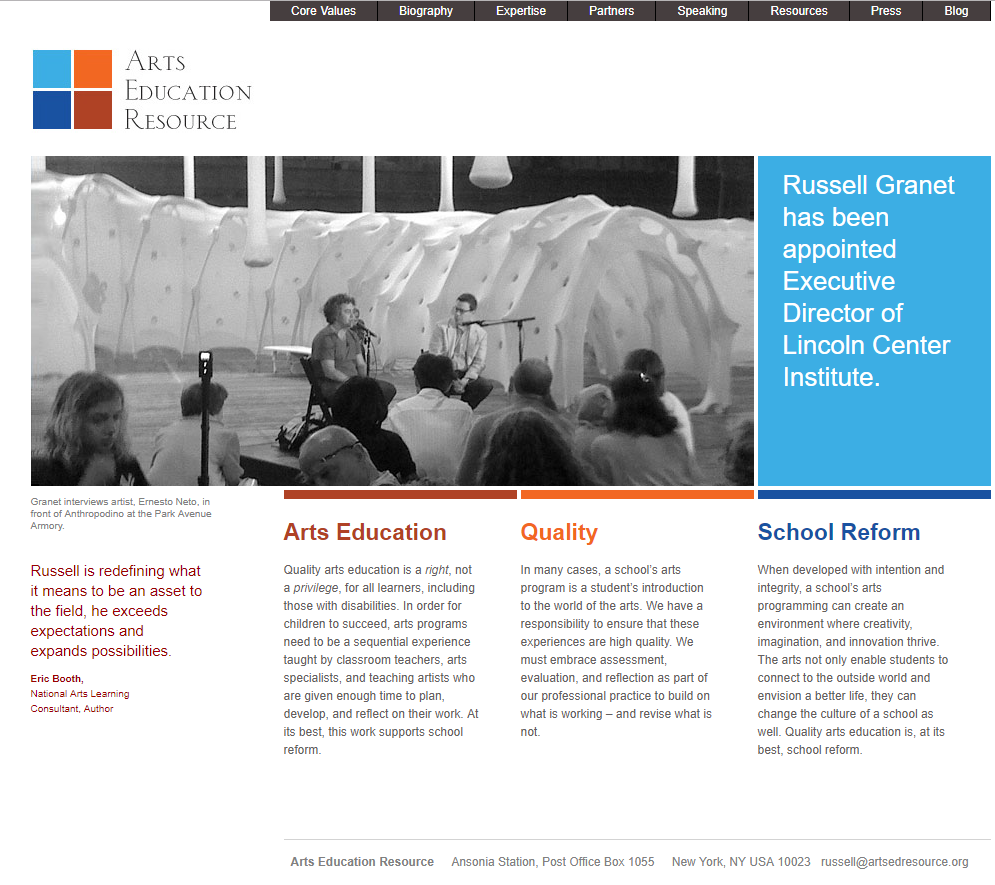 Core Values Biography Expertise Partners Speaking Resources Press Blog
Arts
Education
Resource
Russell Granet
has been
appointed
Executive
Director of
Lincoln Center
Institute.
Granet interviews artist, Ernesto Neto, in
front of Anthropodino at the Park Avenue
Armory.
Russell is redefining what
it means to be an asset to
the field, he exceeds
expectations and
expands possibilities.
Eric Booth,
National Arts Learning
Consultant, Author
Arts Education
Quality arts education is a right, not
a privilege, for all learners, including
those with disabilities. In order for
children to succeed, arts programs
need to be a sequential experience
taught by classroom teachers, arts
specialists, and teaching artists who
are given enough time to plan,
develop, and reflect on their work. At
its best, this work supports school
reform.
Quality
In many cases, a school’s arts
program is a student’s introduction
to the world of the arts. We have a
responsibility to ensure that these
experiences are high quality. We
must embrace assessment,
evaluation, and reflection as part of
our professional practice to build on
what is working – and revise what is
not.
School Reform
When developed with intention and
integrity, a school’s arts
programming can create an
environment where creativity,
imagination, and innovation thrive.
The arts not only enable students to
connect to the outside world and
envision a better life, they can
change the culture of a school as
well. Quality arts education is, at its
best, school reform.
Arts Education Resource Ansonia Station, Post Office Box 1055 New York, NY USA 10023 russell@artsedresource.org